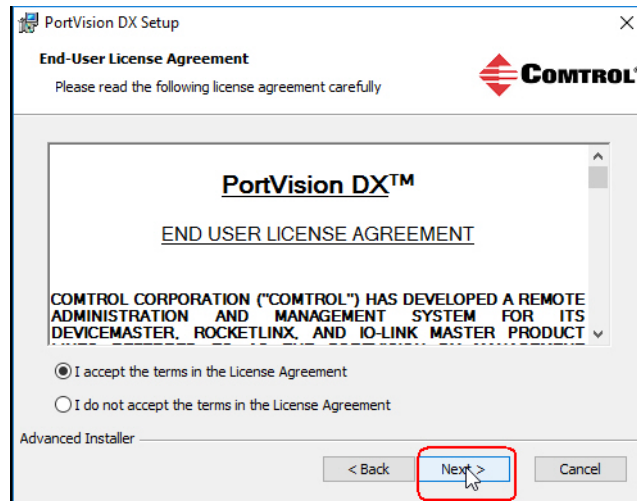 PortVision DX Setup
End-User License Agreement
Please read the following license agreement carefully
COMTROL
PortVision DX™
END USER LICENSE AGREEMENT
COMTROL CORPORATION ("COMTROL") HAS DEVELOPED A REMOTE
ADMINISTRATION AND MANAGEMENT SYSTEM FOR ITS
DEVICEMASTER, ROCKETLINX, AND IO-LINK MASTER PRODUCT
I accept the terms in the License Agreement
I do not accept the terms in the License Agreement
Advanced Installer
< Back Next > Cancel